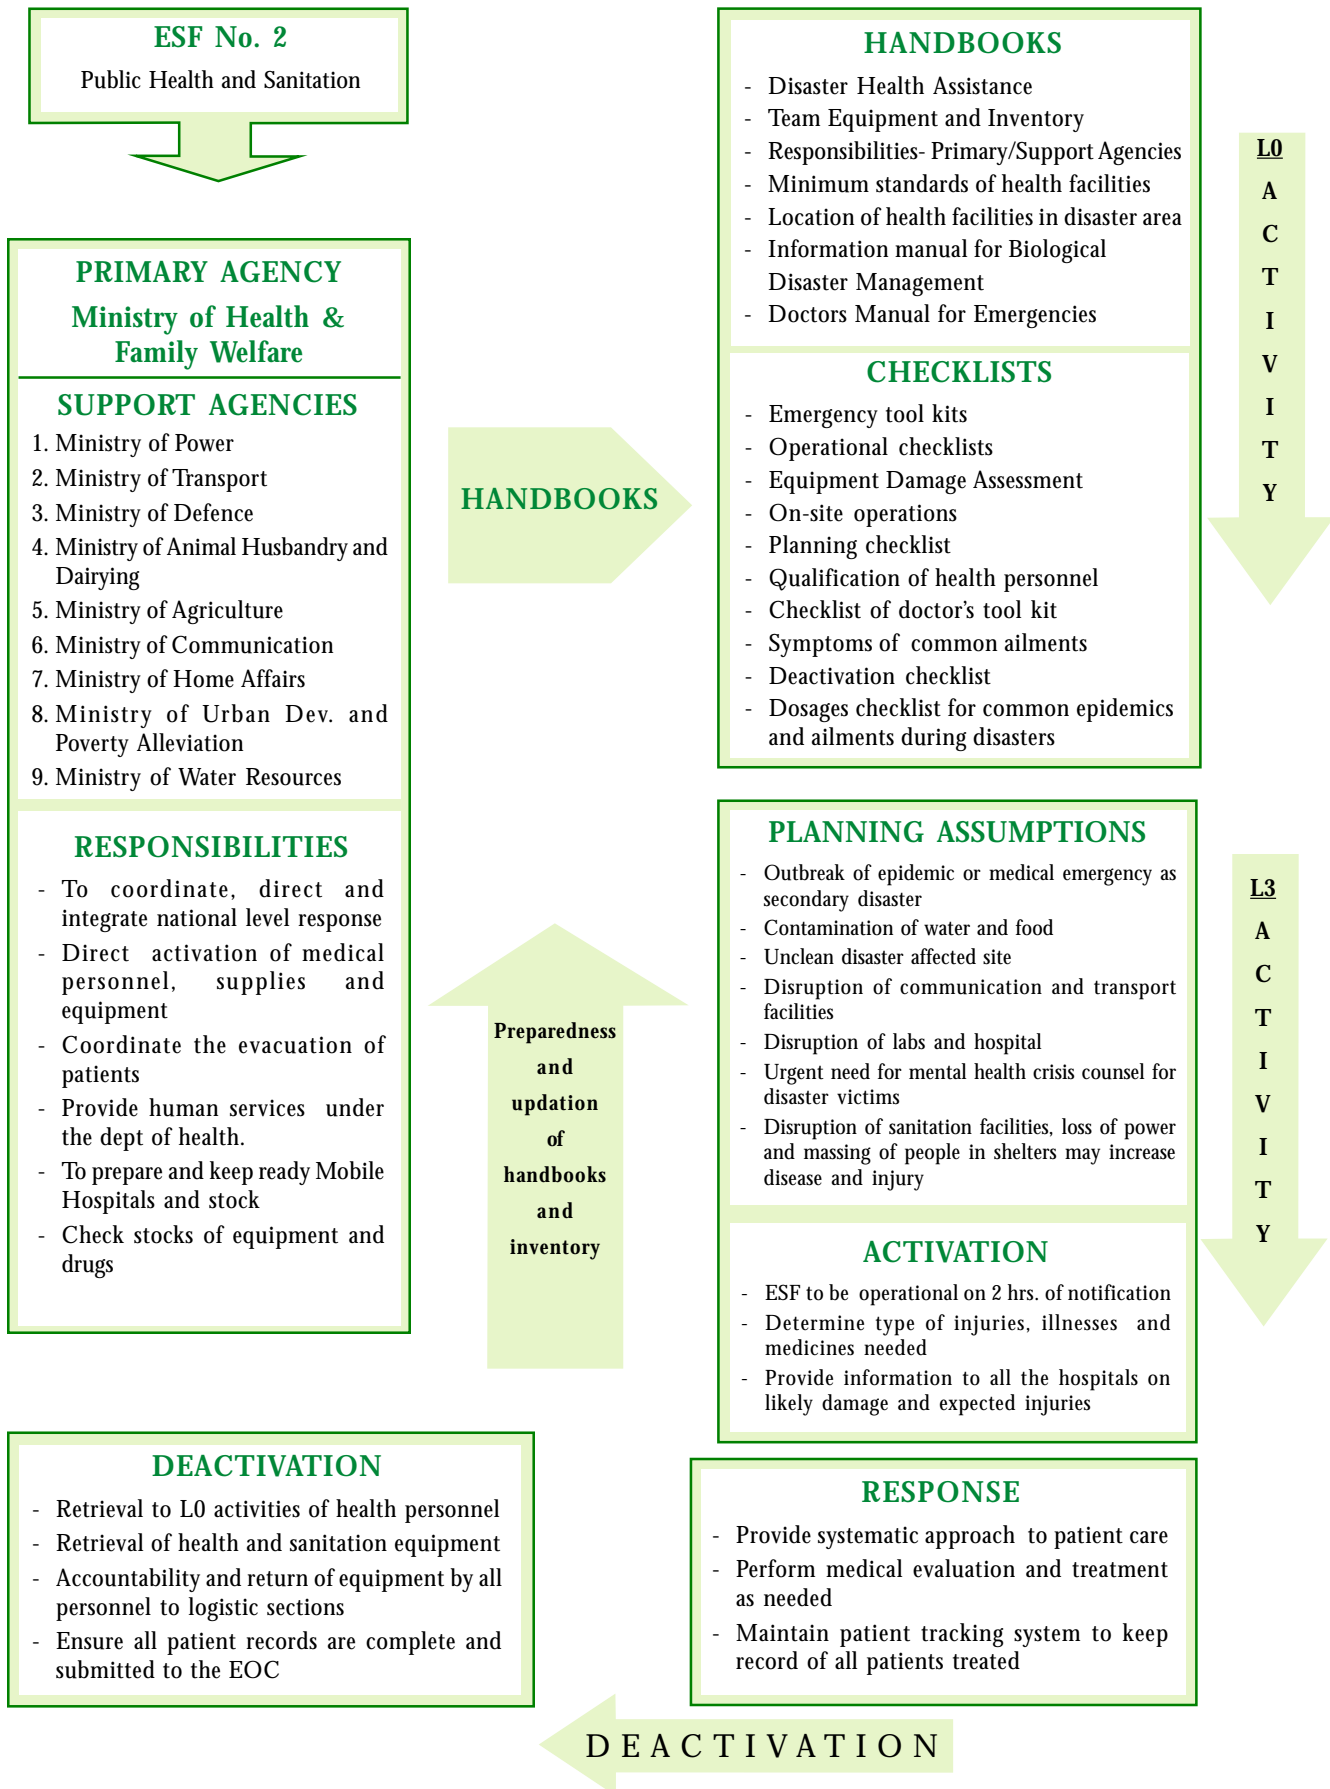 ESF No. 2
Public Health and Sanitation
PRIMARY AGENCY
Ministry of Health &
Family Welfare
SUPPORT AGENCIES
1. Ministry of Power
2. Ministry of Transport
3. Ministry of Defence
4. Ministry of Animal Husbandry and
Dairying
5. Ministry of Agriculture
6. Ministry of Communication
7. Ministry of Home Affairs
8. Ministry of Urban Dev. and
Poverty Alleviation
9. Ministry of Water Resources
RESPONSIBILITIES
- To coordinate, direct and
integrate national level response
- Direct activation of medical
personnel, supplies and
equipment
- Coordinate the evacuation of
patients
- Provide human services under
the dept of health.
- To prepare and keep ready Mobile
Hospitals and stock
- Check stocks of equipment and
drugs
HANDBOOKS
HANDBOOKS
- Disaster Health Assistance
- Team Equipment and Inventory
- Responsibilities- Primary/Support Agencies
- Minimum standards of health facilities
- Location of health facilities in disaster area
- Information manual for Biological
Disaster Management
- Doctors Manual for Emergencies
CHECKLISTS
- Emergency tool kits
- Operational checklists
- Equipment Damage Assessment
- On-site operations
- Planning checklist
- Qualification of health personnel
- Checklist of doctor's tool kit
- Symptoms of common ailments
- Deactivation checklist
- Dosages checklist for common epidemics
and ailments during disasters
L0
A
C
T
I
V
I
T
Y
Preparedness
and
updation
of
handbooks
and
inventory
PLANNING ASSUMPTIONS
- Outbreak of epidemic or medical emergency as
secondary disaster
- Contamination of water and food
- Unclean disaster affected site
- Disruption of communication and transport
facilities
- Disruption of labs and hospital
- Urgent need for mental health crisis counsel for
disaster victims
- Disruption of sanitation facilities, loss of power
and massing of people in shelters may increase
disease and injury
ACTIVATION
- ESF to be operational on 2 hrs. of notification
- Determine type of injuries, illnesses and
medicines needed
- Provide information to all the hospitals on
likely damage and expected injuries
L3
A
C
T
I
V
I
T
Y
RESPONSE
- Provide systematic approach to patient care
- Perform medical evaluation and treatment
as needed
- Maintain patient tracking system to keep
record of all patients treated
DEACTIVATION
DEACTIVATION
- Retrieval to L0 activities of health personnel
- Retrieval of health and sanitation equipment
- Accountability and return of equipment by all
personnel to logistic sections
- Ensure all patient records are complete and
submitted to the EOC